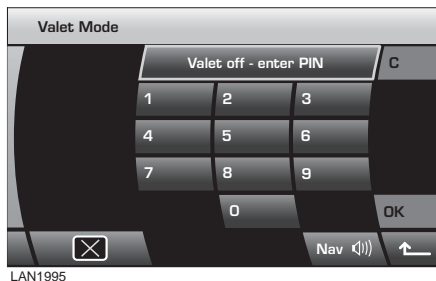 Valet Mode
Valet off - enter PIN
C
1 2 3
4 5 6
7 8 9
0
OK
Nav
LAN1995